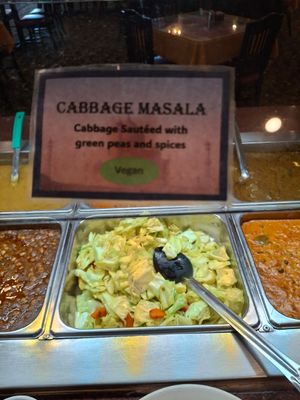 CABBAGE MASALA
Cabbage Sautéed with
green peas and spices
Vegan